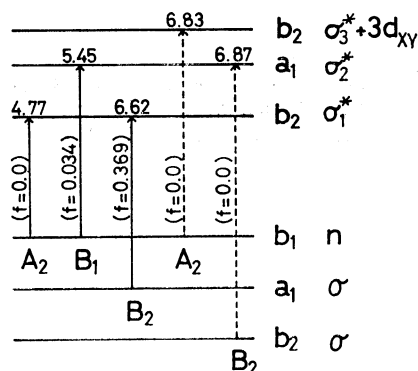 6.83 b₂ σ₃*+3d_XY
5.45 6.87 a₁ σ₂*
4.77 6.62 b₂ σ₁*
(f=0.0) (f=0.034) (f=0.369) (f=0.0) (f=0.0)
b₁ n
A₂ B₁ A₂
a₁ σ
B₂
b₂ σ
B₂